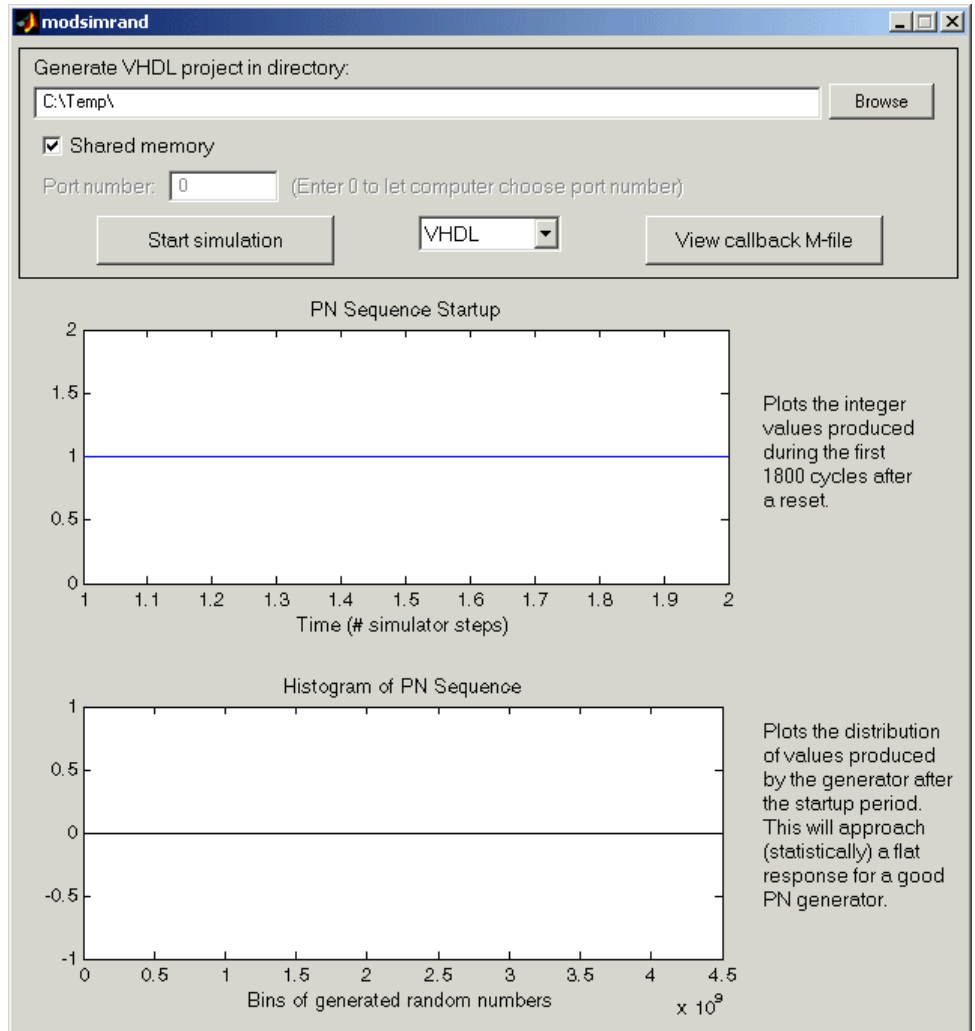 modsimrand
Generate VHDL project in directory:
C:\Temp\
Browse
Shared memory
Port number: 0 (Enter 0 to let computer choose port number)
Start simulation
VHDL
View callback M-file
PN Sequence Startup
2
1.5
1
0.5
0
1 1.1 1.2 1.3 1.4 1.5 1.6 1.7 1.8 1.9 2
Time (# simulator steps)
Plots the integer
values produced
during the first
1800 cycles after
a reset.
Histogram of PN Sequence
1
0.5
0
-0.5
-1
0 0.5 1 1.5 2 2.5 3 3.5 4 4.5
Bins of generated random numbers
x 10^9
Plots the distribution
of values produced
by the generator after
the startup period.
This will approach
(statistically) a flat
response for a good
PN generator.